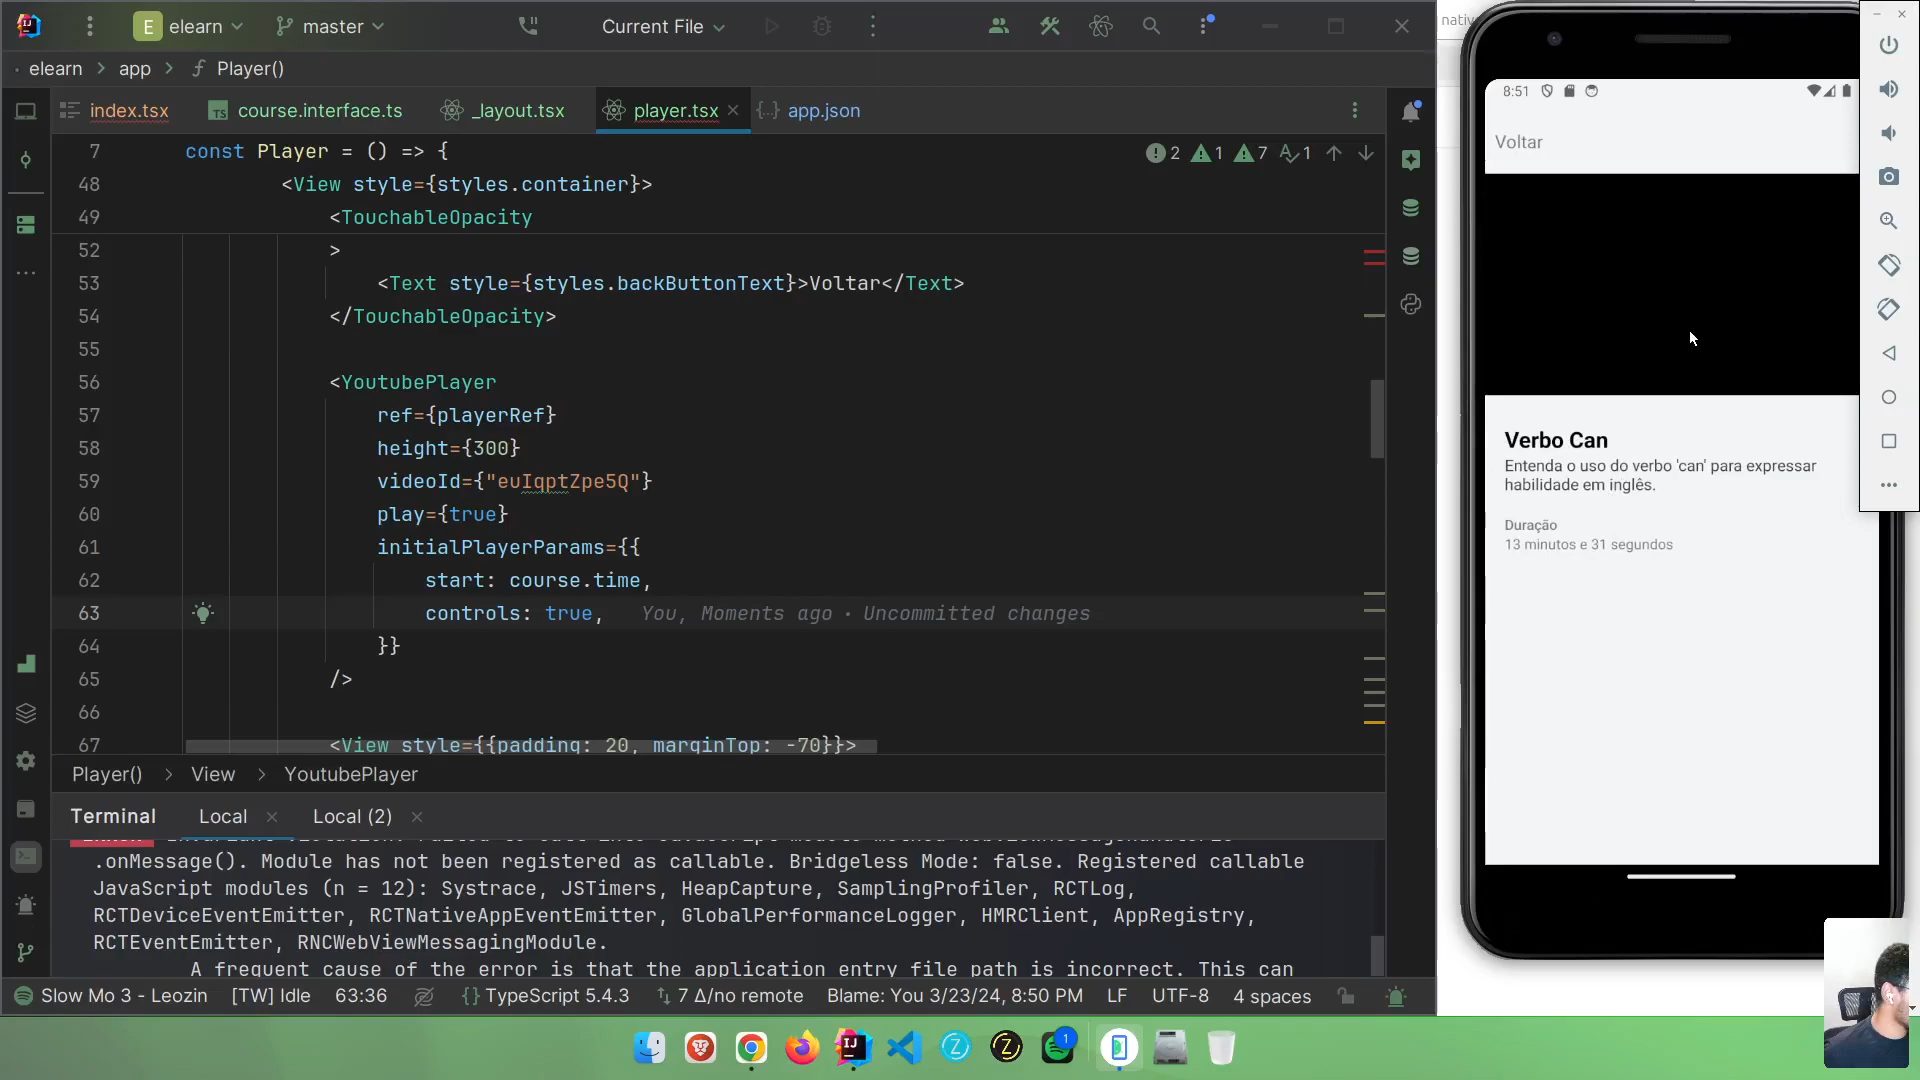 E elearn
master
Current File
elearn > app > Player()
index.tsx
TS course.interface.ts
_layout.tsx
player.tsx
app.json
7 const Player = () => {
2 1 7 1
48 <View style={styles.container}>
49 <TouchableOpacity
52 >
53 <Text style={styles.backButtonText}>Voltar</Text>
54 </TouchableOpacity>
55
56 <YoutubePlayer
57 ref={playerRef}
58 height={300}
59 videoId={"euIqptZpe5Q"}
60 play={true}
61 initialPlayerParams={{
62 start: course.time,
63 controls: true, You, Moments ago · Uncommitted changes
64 }}
65 />
66
67 <View style={{padding: 20, marginTop: -70}}>
Player() > View > YoutubePlayer
Terminal
Local
Local (2)
.onMessage(). Module has not been registered as callable. Bridgeless Mode: false. Registered callable
JavaScript modules (n = 12): Systrace, JSTimers, HeapCapture, SamplingProfiler, RCTLog,
RCTDeviceEventEmitter, RCTNativeAppEventEmitter, GlobalPerformanceLogger, HMRClient, AppRegistry,
RCTEventEmitter, RNCWebViewMessagingModule.
A frequent cause of the error is that the application entry file path is incorrect. This can
Slow Mo 3 - Leozin
[TW] Idle
63:36
TypeScript 5.4.3
7 Δ/no remote
Blame: You 3/23/24, 8:50 PM
LF
UTF-8
4 spaces
8:51
Voltar
Verbo Can
Entenda o uso do verbo 'can' para expressar
habilidade em inglês.
Duração
13 minutos e 31 segundos
IJ
Z
Z
1